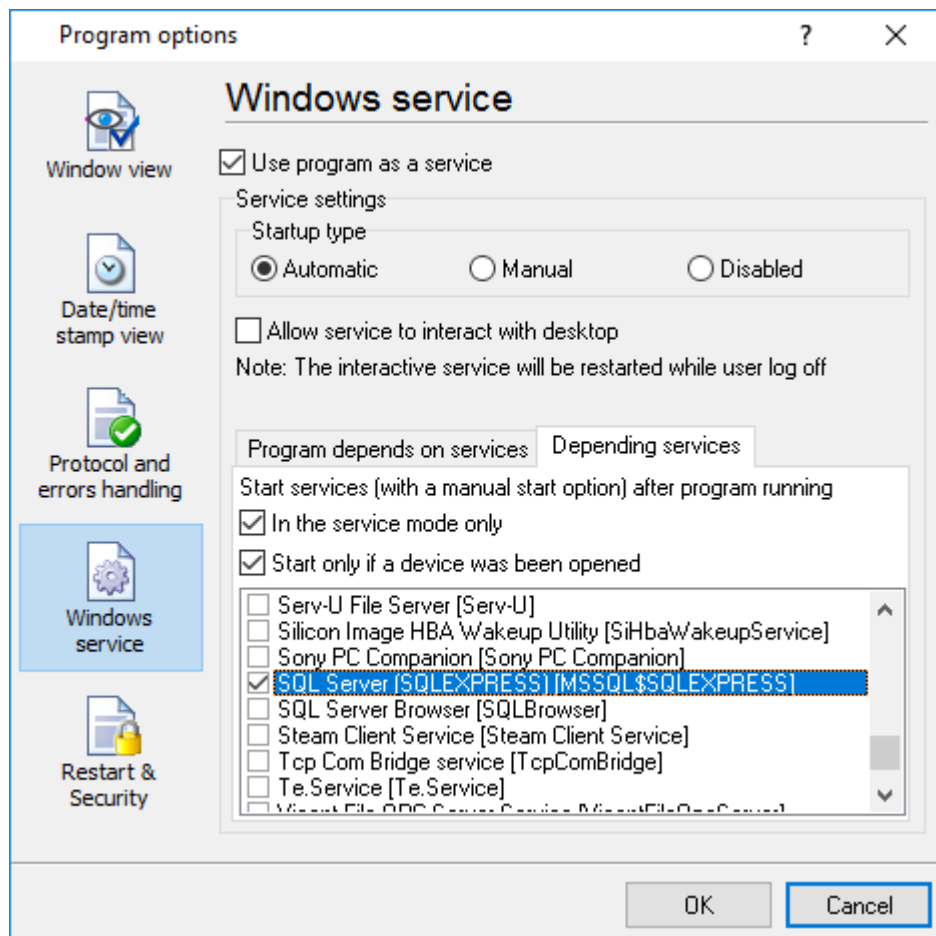 Program options
Windows service
Window view
Date/time
stamp view
Protocol and
errors handling
Windows
service
Restart &
Security
Use program as a service
Service settings
Startup type
Automatic
Manual
Disabled
Allow service to interact with desktop
Note: The interactive service will be restarted while user log off
Program depends on services
Depending services
Start services (with a manual start option) after program running
In the service mode only
Start only if a device was been opened
Serv-U File Server [Serv-U]
Silicon Image HBA Wakeup Utility [SiHbaWakeupService]
Sony PC Companion [Sony PC Companion]
SQL Server (SQLEXPRESS) [MSSQL$SQLEXPRESS]
SQL Server Browser [SQLBrowser]
Steam Client Service [Steam Client Service]
Tcp Com Bridge service [TcpComBridge]
Te.Service [Te.Service]
OK
Cancel